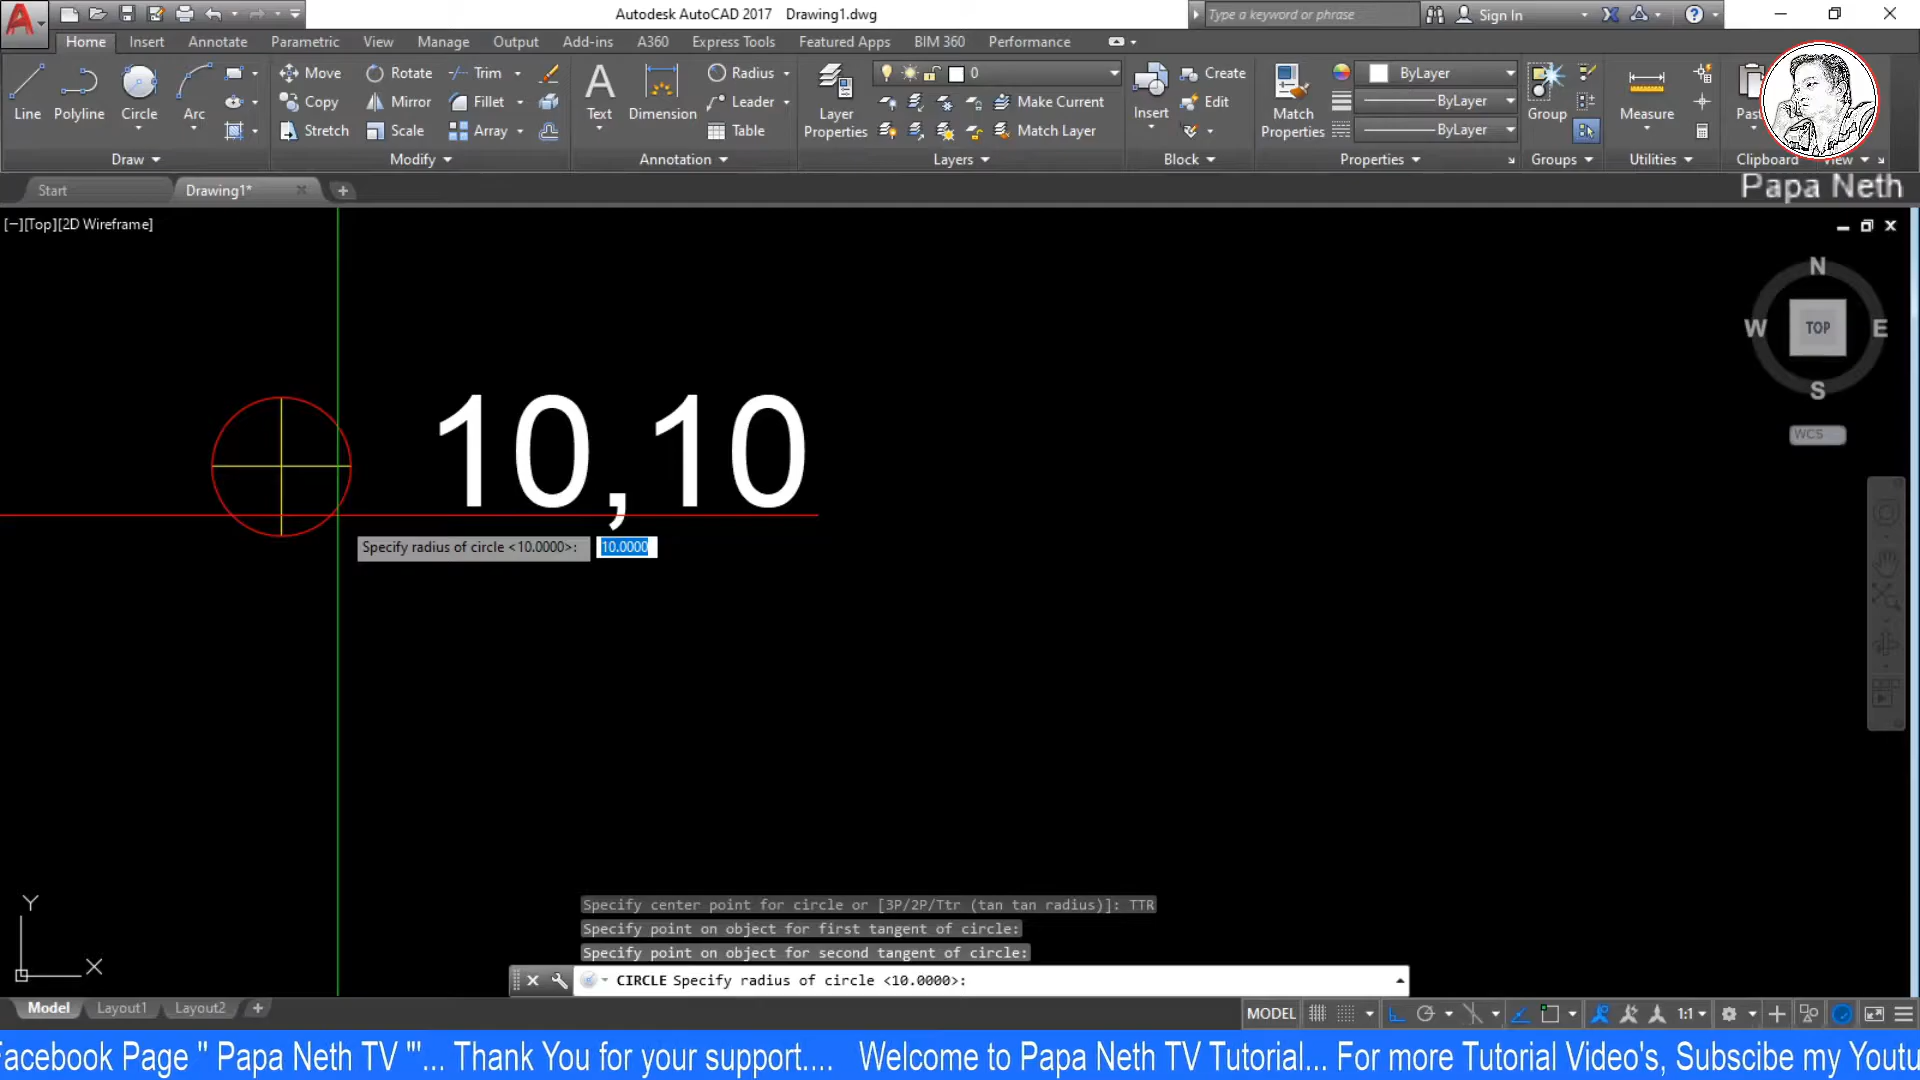 Autodesk AutoCAD 2017 Drawing1.dwg
Type a keyword or phrase
Sign In
Home Insert Annotate Parametric View Manage Output Add-ins A360 Express Tools Featured Apps BIM 360 Performance
Line Polyline Circle Arc
Move Rotate Trim
Copy Mirror Fillet
Stretch Scale Array
Text Dimension
Radius
Leader
Table
Layer
Properties
0
Make Current
Match Layer
Insert
Create
Edit
Match
Properties
ByLayer
ByLayer
ByLayer
Group
Measure
Draw Modify Annotation Layers Block Properties Groups Utilities Clipboard
Papa Neth
Start Drawing1*
[−][Top][2D Wireframe]
N
W TOP E
S
WCS
10,10
Specify radius of circle <10.0000>: 10.0000
Y
X
Specify center point for circle or [3P/2P/Ttr (tan tan radius)]: TTR
Specify point on object for first tangent of circle:
Specify point on object for second tangent of circle:
CIRCLE Specify radius of circle <10.0000>:
Model Layout1 Layout2
MODEL 1:1
Facebook Page " Papa Neth TV "'... Thank You for your support.... Welcome to Papa Neth TV Tutorial... For more Tutorial Video's, Subscibe my Youtu